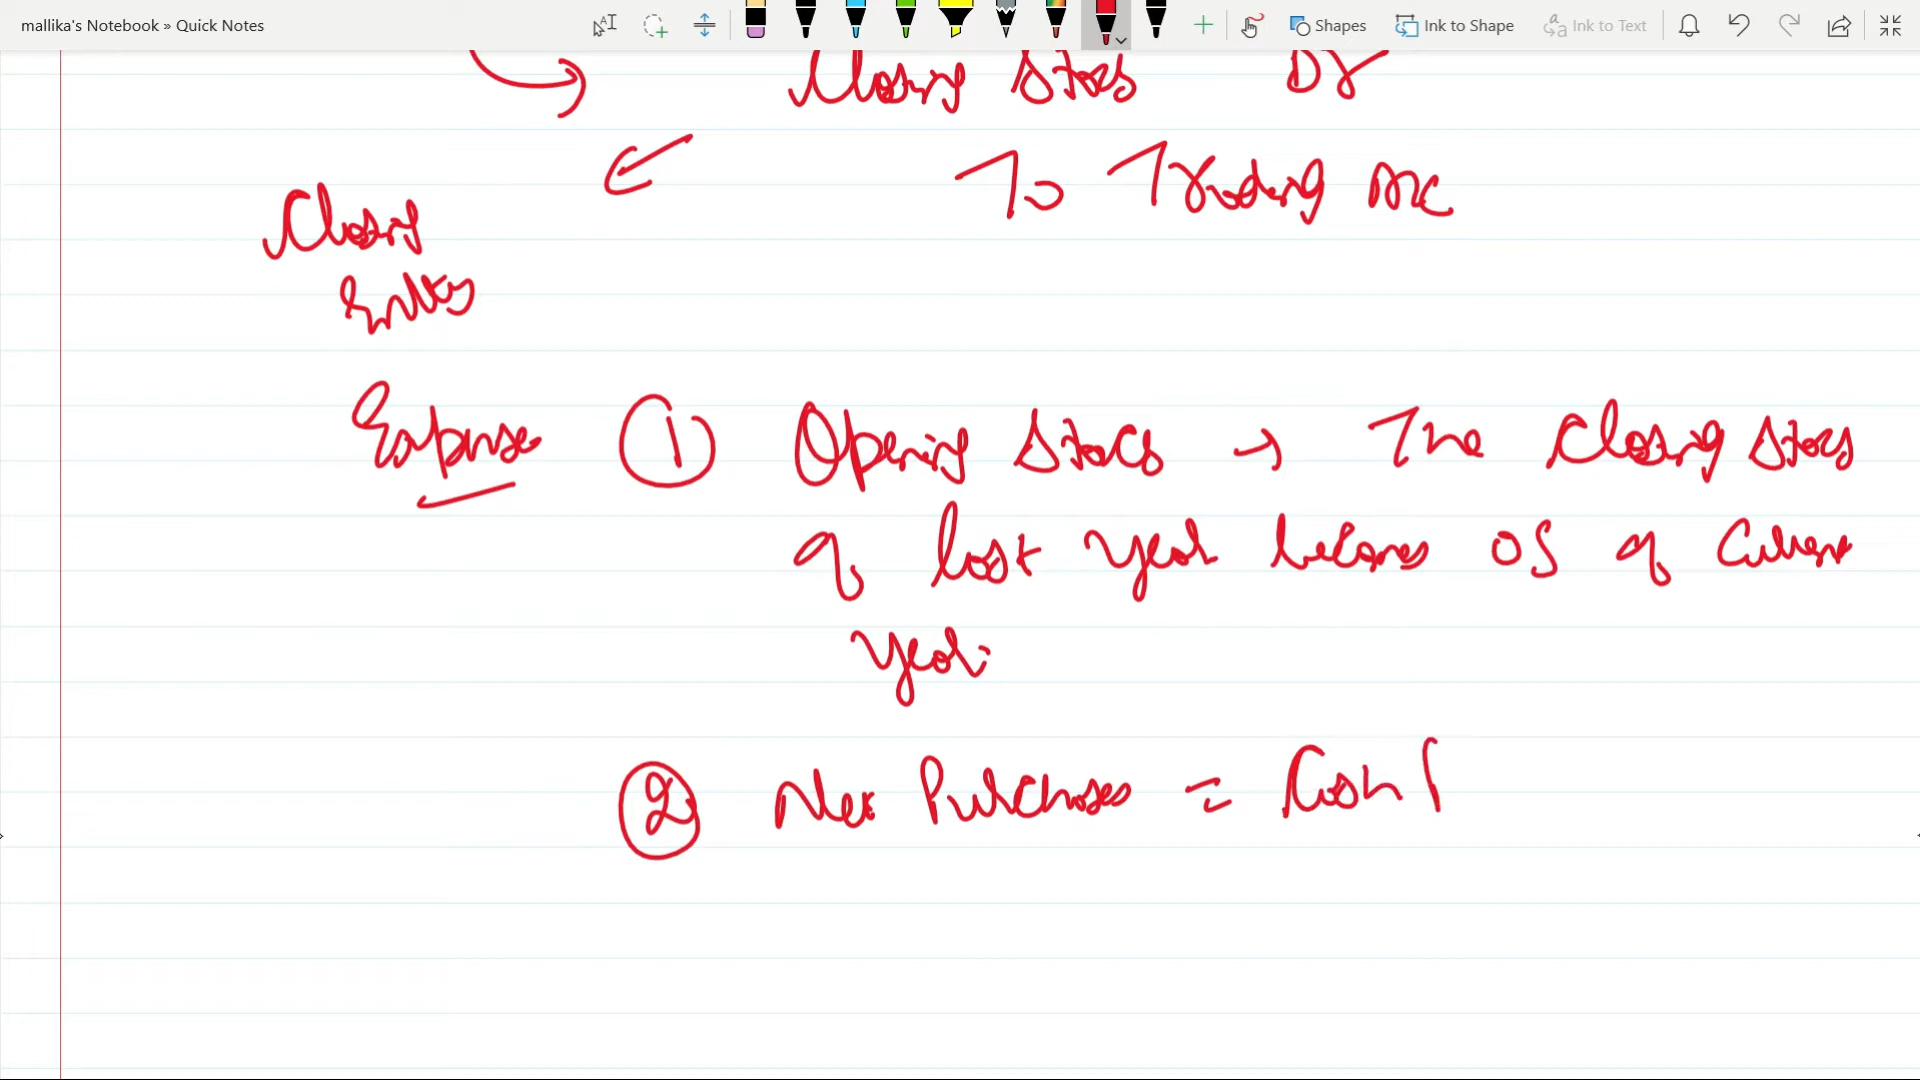 mallika's Notebook » Quick Notes
Shapes
Ink to Shape
Ink to Text
Closing Stock Dr
To Trading A/c
Closing
Entry
Expense ① Opening Stock → The Closing Stock
of last year becomes OS of Current
year.
② Net Purchases = Cash